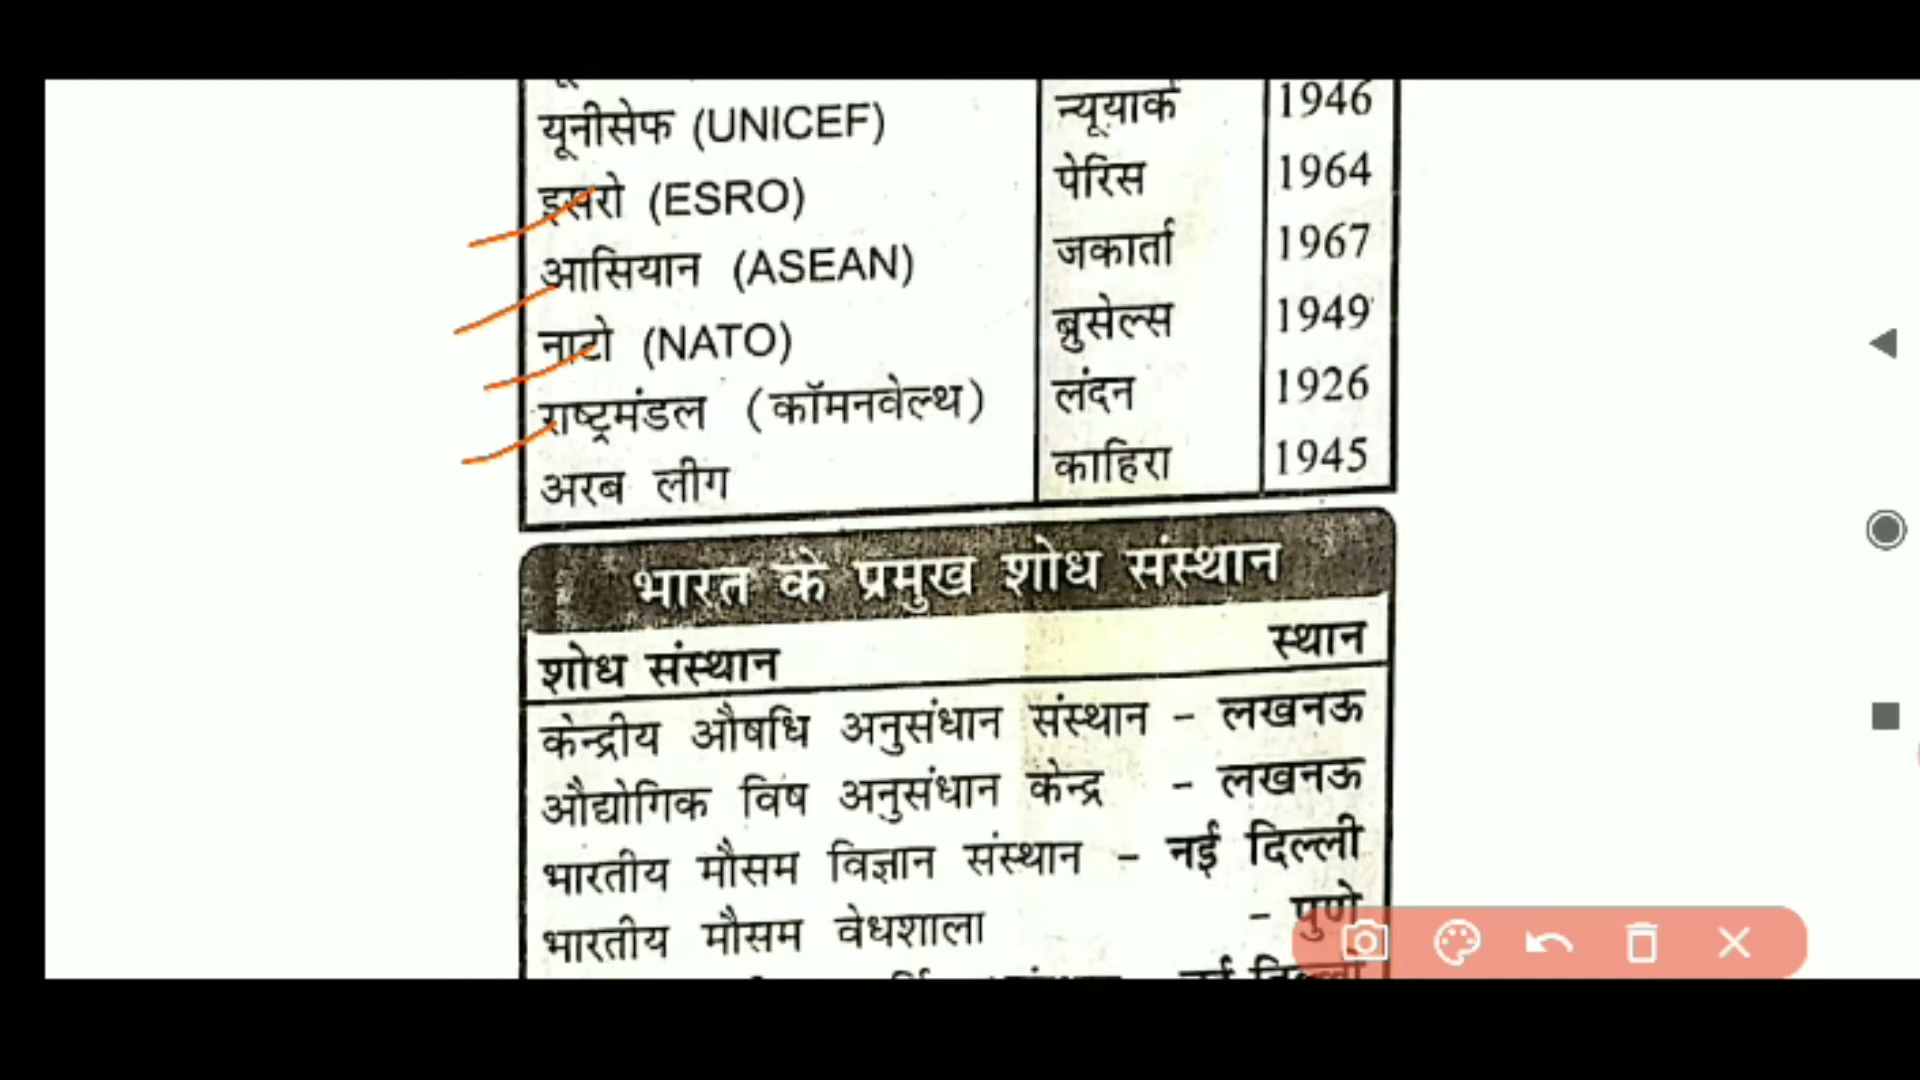 यूनीसेफ (UNICEF) न्यूयार्क 1946
इसरो (ESRO) पेरिस 1964
आसियान (ASEAN) जकार्ता 1967
नाटो (NATO) ब्रुसेल्स 1949
राष्ट्रमंडल (कॉमनवेल्थ) लंदन 1926
अरब लीग काहिरा 1945
भारत के प्रमुख शोध संस्थान
शोध संस्थान स्थान
केन्द्रीय औषधि अनुसंधान संस्थान - लखनऊ
औद्योगिक विष अनुसंधान केन्द्र - लखनऊ
भारतीय मौसम विज्ञान संस्थान - नई दिल्ली
भारतीय मौसम वेधशाला - पुणे